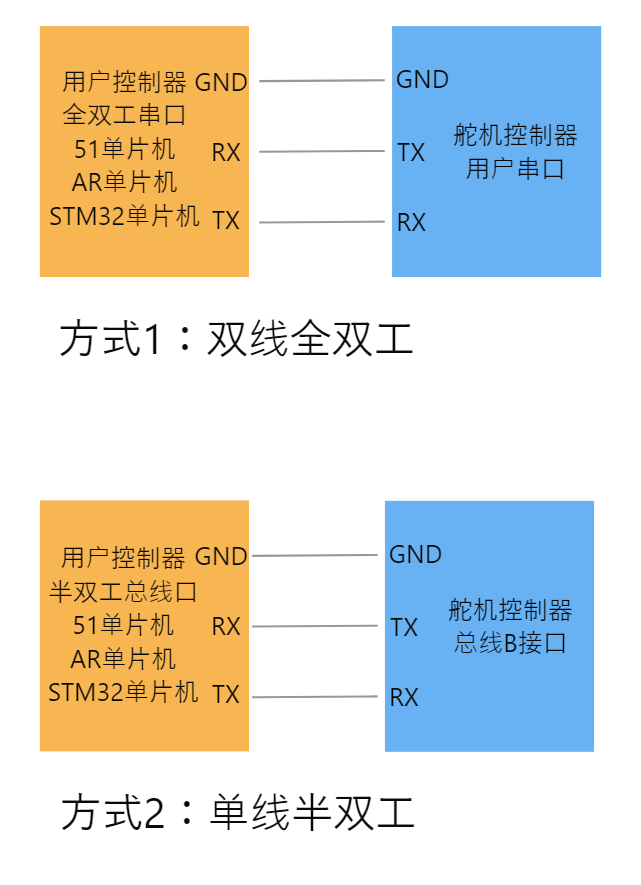 用户控制器 GND
全双工串口
51单片机 RX
AR单片机
STM32单片机 TX
GND
舵机控制器
TX
用户串口
RX
方式1：双线全双工
用户控制器 GND
半双工总线口
51单片机 RX
AR单片机
STM32单片机 TX
GND
舵机控制器
TX
总线B接口
RX
方式2：单线半双工